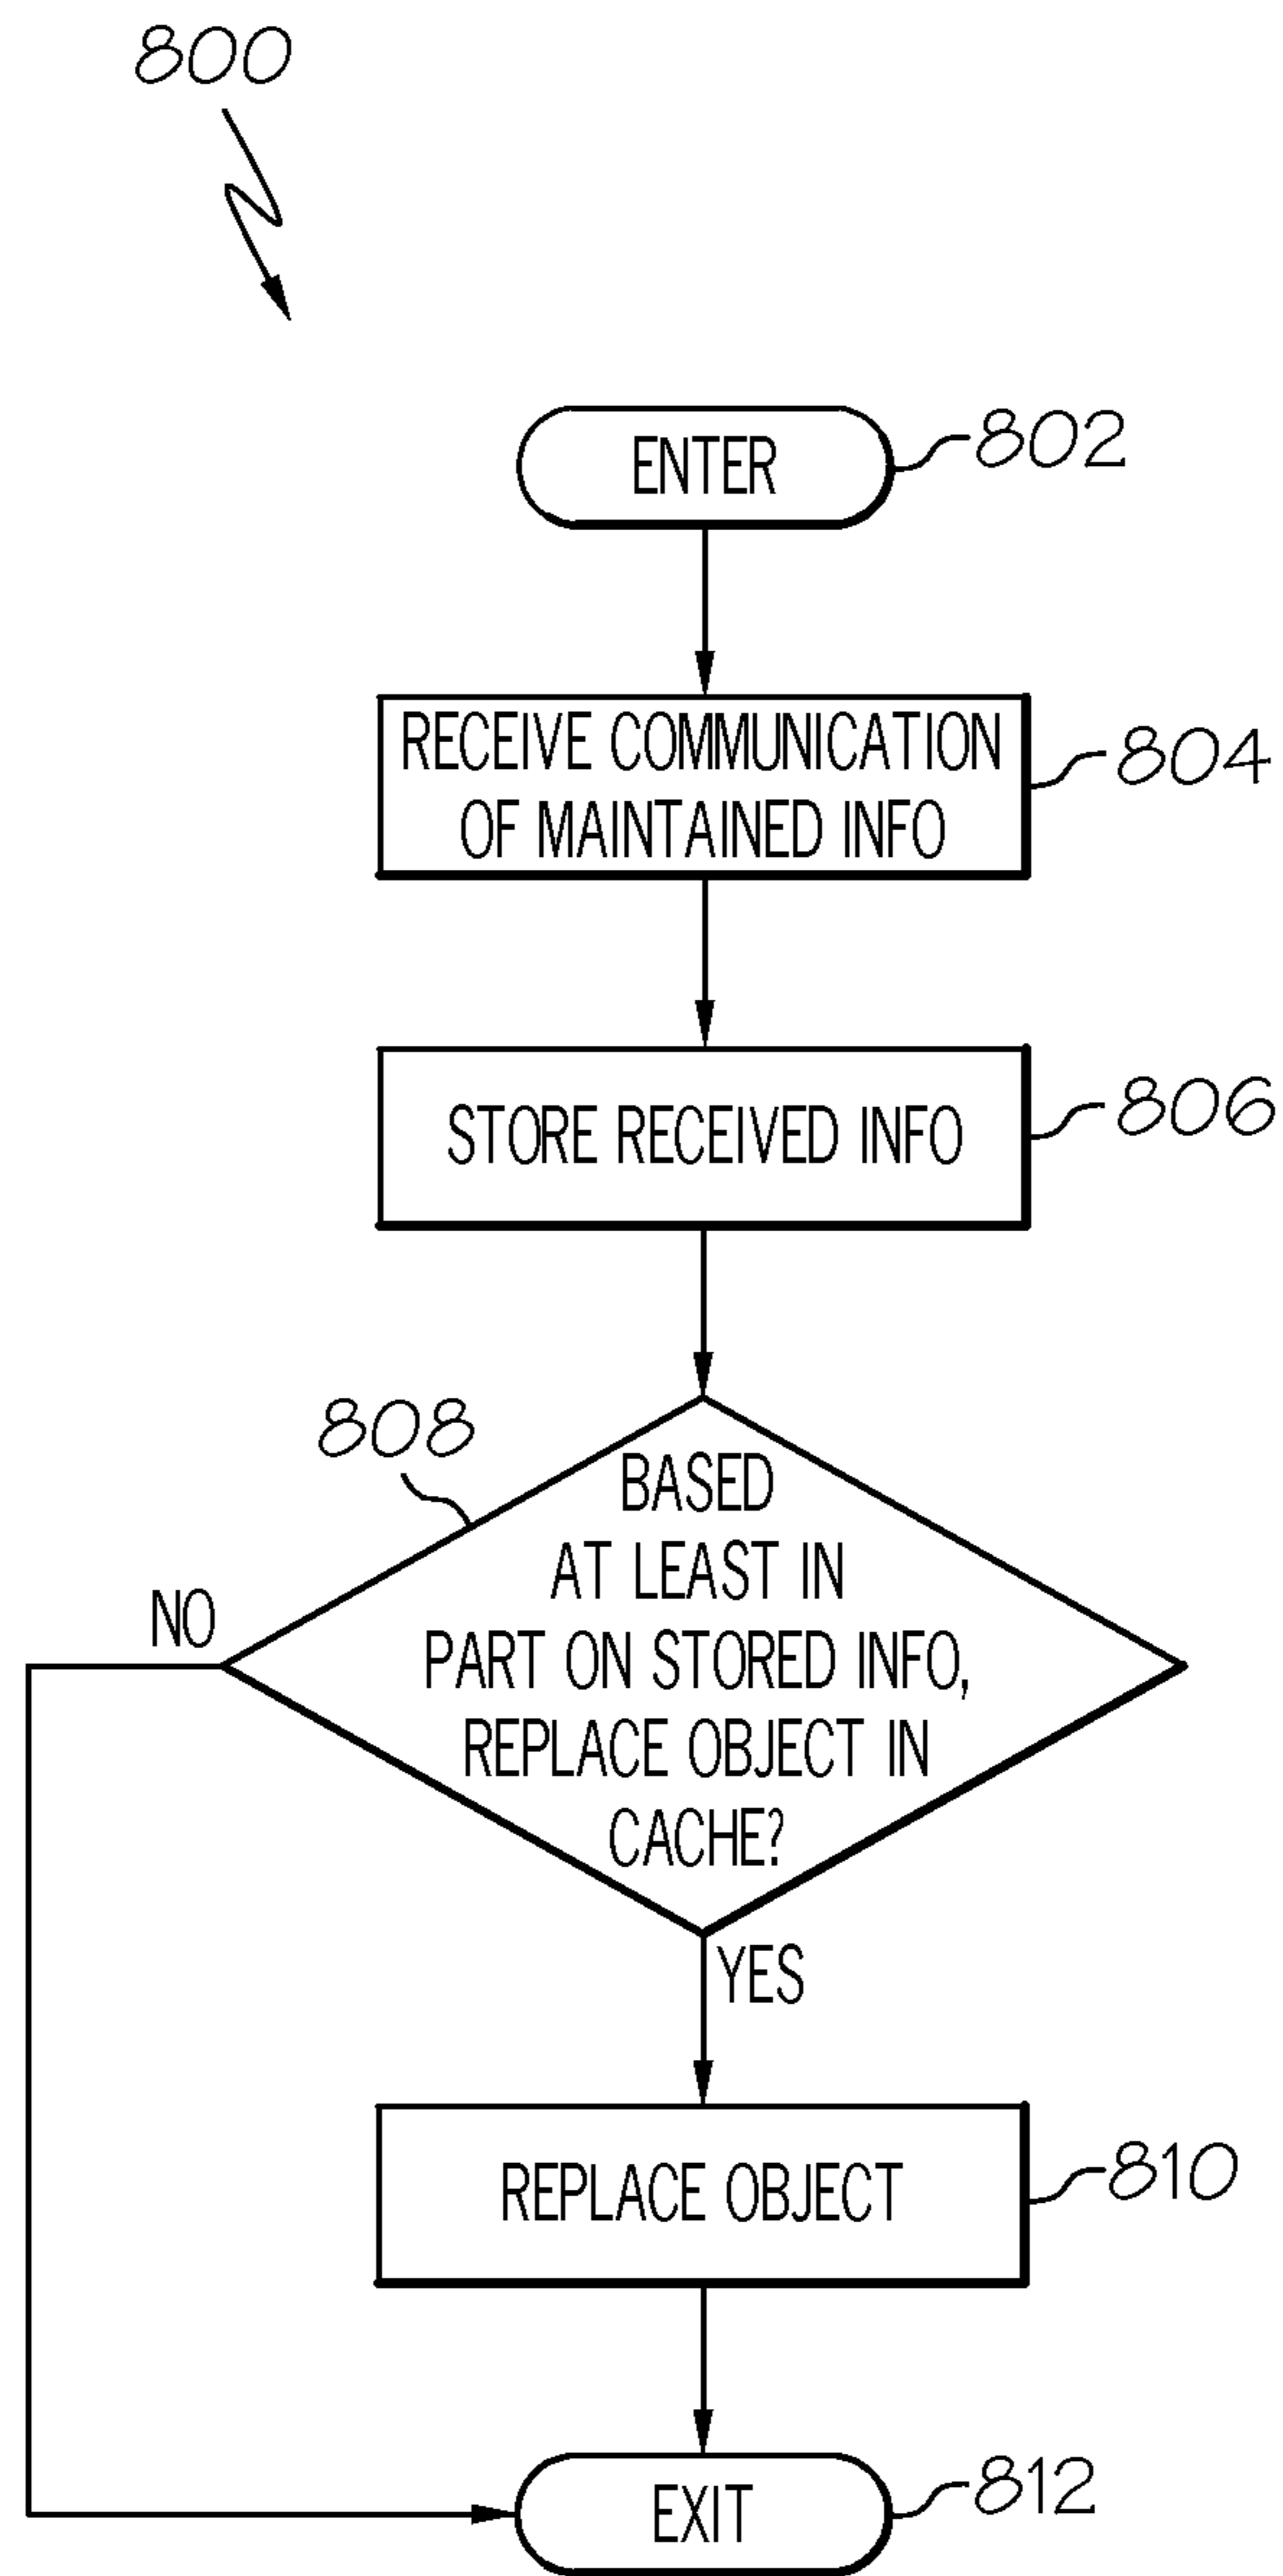 800
ENTER
802
RECEIVE COMMUNICATION
OF MAINTAINED INFO
804
STORE RECEIVED INFO
806
808
BASED
AT LEAST IN
PART ON STORED INFO,
REPLACE OBJECT IN
CACHE?
NO
YES
REPLACE OBJECT
810
EXIT
812